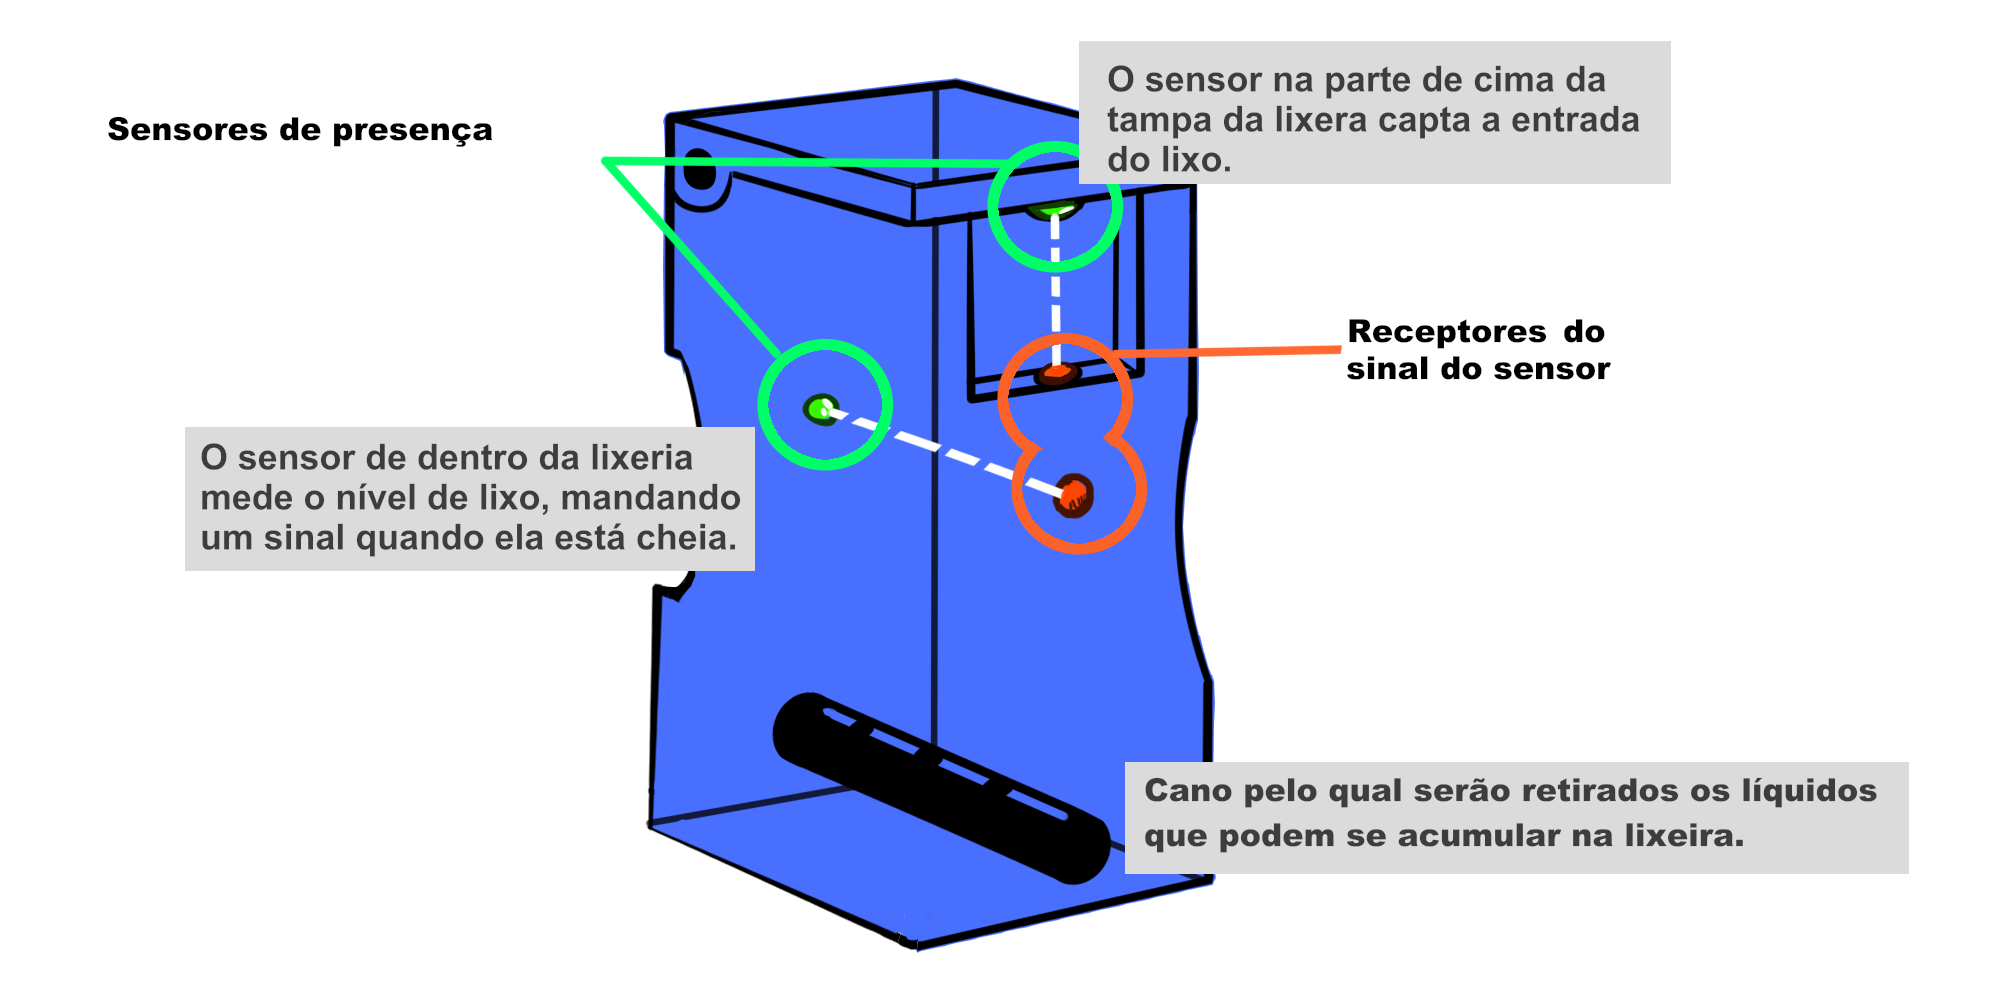 O sensor na parte de cima da
tampa da lixera capta a entrada
do lixo.
Sensores de presença
Receptores do
sinal do sensor
O sensor de dentro da lixeria
mede o nível de lixo, mandando
um sinal quando ela está cheia.
Cano pelo qual serão retirados os líquidos
que podem se acumular na lixeira.